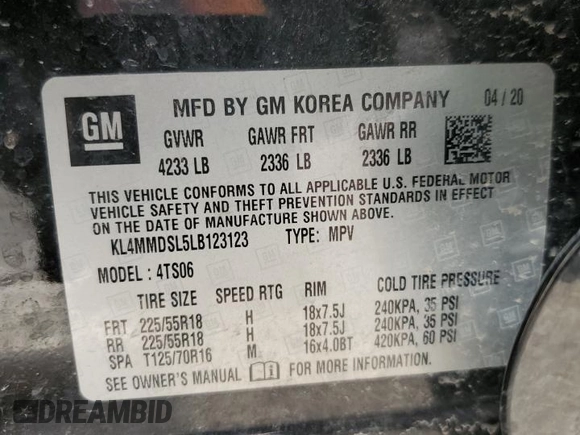 GM
MFD BY GM KOREA COMPANY 04 / 20
GVWR GAWR FRT GAWR RR
4233 LB 2336 LB 2336 LB
THIS VEHICLE CONFORMS TO ALL APPLICABLE U.S. FEDERAL MOTOR
VEHICLE SAFETY AND THEFT PREVENTION STANDARDS IN EFFECT
ON THE DATE OF MANUFACTURE SHOWN ABOVE.
KL4MMDSL5LB123123 TYPE: MPV
MODEL : 4TS06
TIRE SIZE SPEED RTG RIM COLD TIRE PRESSURE
FRT 225/55R18 H 18x7.5J 240KPA, 35 PSI
RR 225/55R18 H 18x7.5J 240KPA, 35 PSI
SPA T125/70R16 M 16x4.0BT 420KPA, 60 PSI
SEE OWNER'S MANUAL i FOR MORE INFORMATION.
DREAMBID